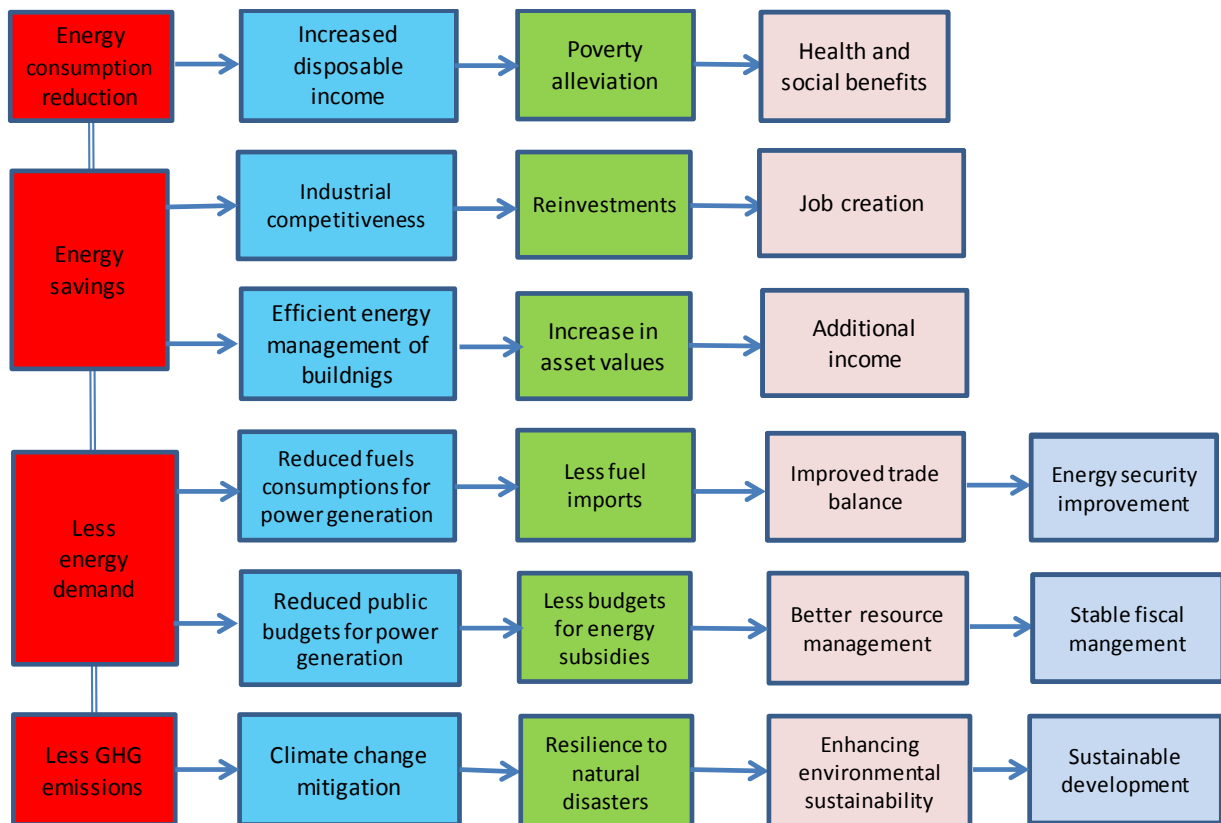 Energy
consumption
reduction
Increased
disposable
income
Poverty
alleviation
Health and
social benefits
Energy
savings
Industrial
competitiveness
Reinvestments
Job creation
Efficient energy
management of
buildnigs
Increase in
asset values
Additional
income
Less
energy
demand
Reduced fuels
consumptions for
power generation
Less fuel
imports
Improved trade
balance
Energy security
improvement
Reduced public
budgets for power
generation
Less budgets
for energy
subsidies
Better resource
management
Stable fiscal
mangement
Less GHG
emissions
Climate change
mitigation
Resilience to
natural
disasters
Enhancing
environmental
sustainability
Sustainable
development